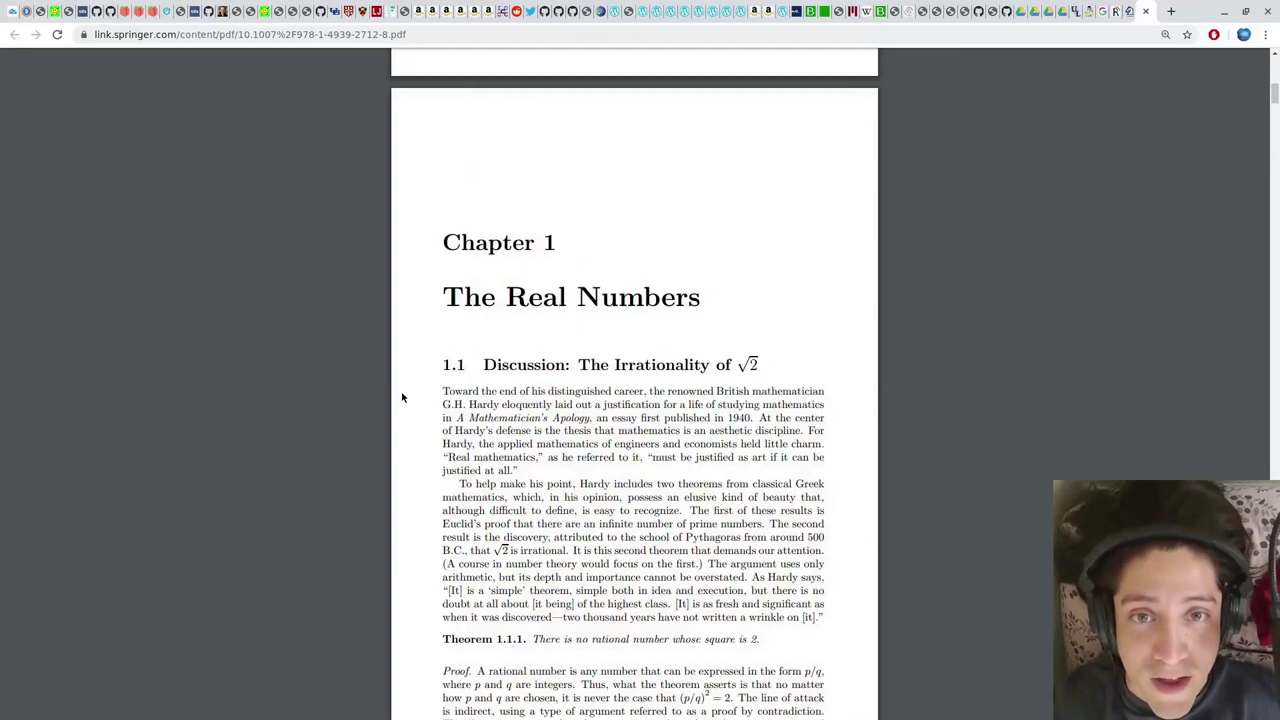 link.springer.com/content/pdf/10.1007%2F978-1-4939-2712-8.pdf
Chapter 1
The Real Numbers
1.1 Discussion: The Irrationality of √2
Toward the end of his distinguished career, the renowned British mathematician
G.H. Hardy eloquently laid out a justification for a life of studying mathematics
in A Mathematician's Apology, an essay first published in 1940. At the center
of Hardy's defense is the thesis that mathematics is an aesthetic discipline. For
Hardy, the applied mathematics of engineers and economists held little charm.
“Real mathematics,” as he referred to it, “must be justified as art if it can be
justified at all.”
To help make his point, Hardy includes two theorems from classical Greek
mathematics, which, in his opinion, possess an elusive kind of beauty that,
although difficult to define, is easy to recognize. The first of these results is
Euclid's proof that there are an infinite number of prime numbers. The second
result is the discovery, attributed to the school of Pythagoras from around 500
B.C., that √2 is irrational. It is this second theorem that demands our attention.
(A course in number theory would focus on the first.) The argument uses only
arithmetic, but its depth and importance cannot be overstated. As Hardy says,
“[It] is a ‘simple’ theorem, simple both in idea and execution, but there is no
doubt at all about [it being] of the highest class. [It] is as fresh and significant as
when it was discovered—two thousand years have not written a wrinkle on [it].”
Theorem 1.1.1. There is no rational number whose square is 2.
Proof. A rational number is any number that can be expressed in the form p/q,
where p and q are integers. Thus, what the theorem asserts is that no matter
how p and q are chosen, it is never the case that (p/q)² = 2. The line of attack
is indirect, using a type of argument referred to as a proof by contradiction.